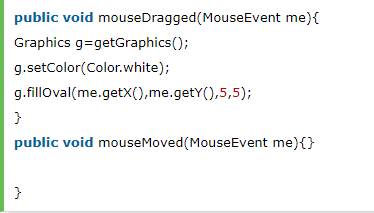 public void mouseDragged(MouseEvent me){
Graphics g=getGraphics();
g.setColor(Color.white);
g.fillOval(me.getX(),me.getY(),5,5);
}
public void mouseMoved(MouseEvent me){}
}